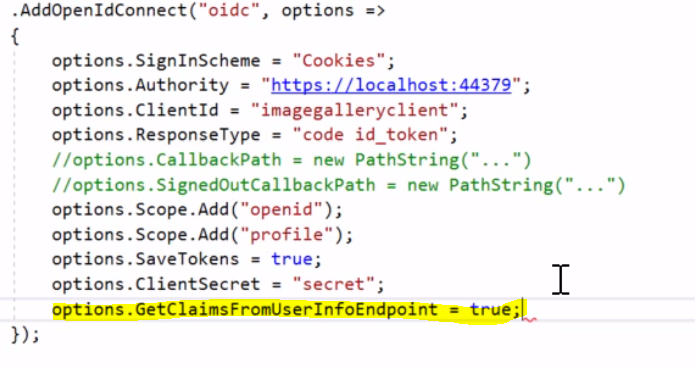 .AddOpenIdConnect("oidc", options =>
{
options.SignInScheme = "Cookies";
options.Authority = "https://localhost:44379";
options.ClientId = "imagegalleryclient";
options.ResponseType = "code id_token";
//options.CallbackPath = new PathString("...")
//options.SignedOutCallbackPath = new PathString("...")
options.Scope.Add("openid");
options.Scope.Add("profile");
options.SaveTokens = true;
options.ClientSecret = "secret";
options.GetClaimsFromUserInfoEndpoint = true;
});